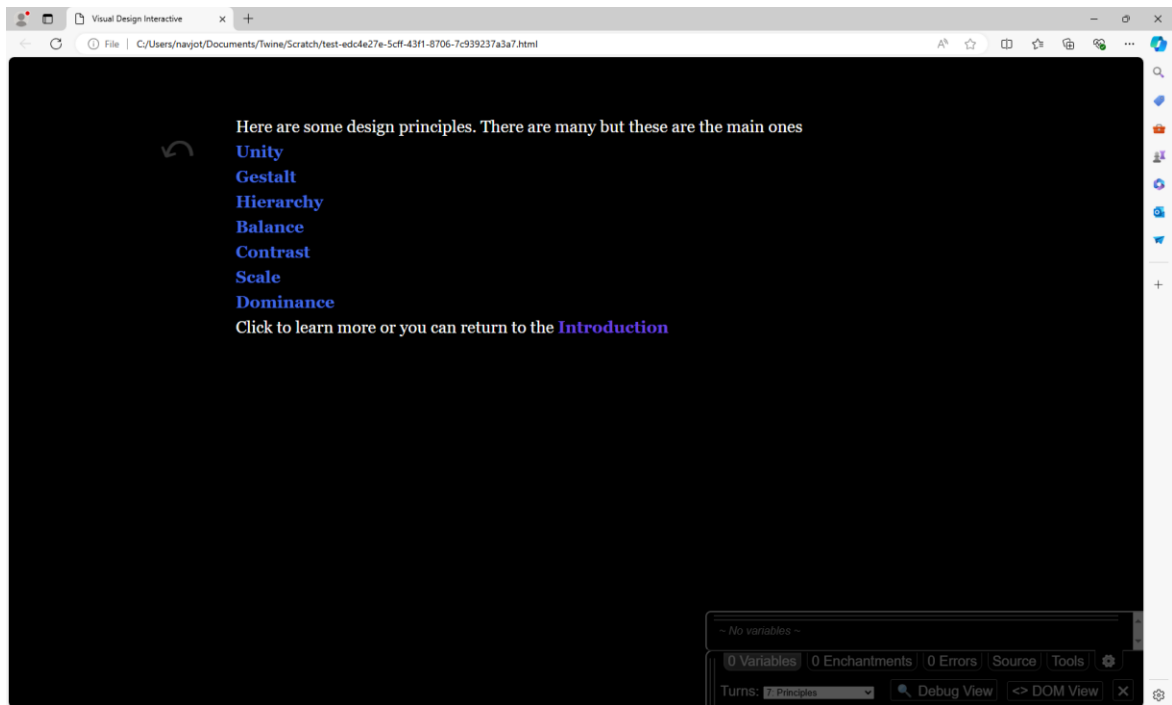 Visual Design Interactive
File | C:/Users/navjot/Documents/Twine/Scratch/test-edc4e27e-5cff-43f1-8706-7c939237a3a7.html
Here are some design principles. There are many but these are the main ones
Unity
Gestalt
Hierarchy
Balance
Contrast
Scale
Dominance
Click to learn more or you can return to the Introduction
~ No variables ~
0 Variables 0 Enchantments 0 Errors Source Tools
Turns: 7: Principles Debug View <> DOM View